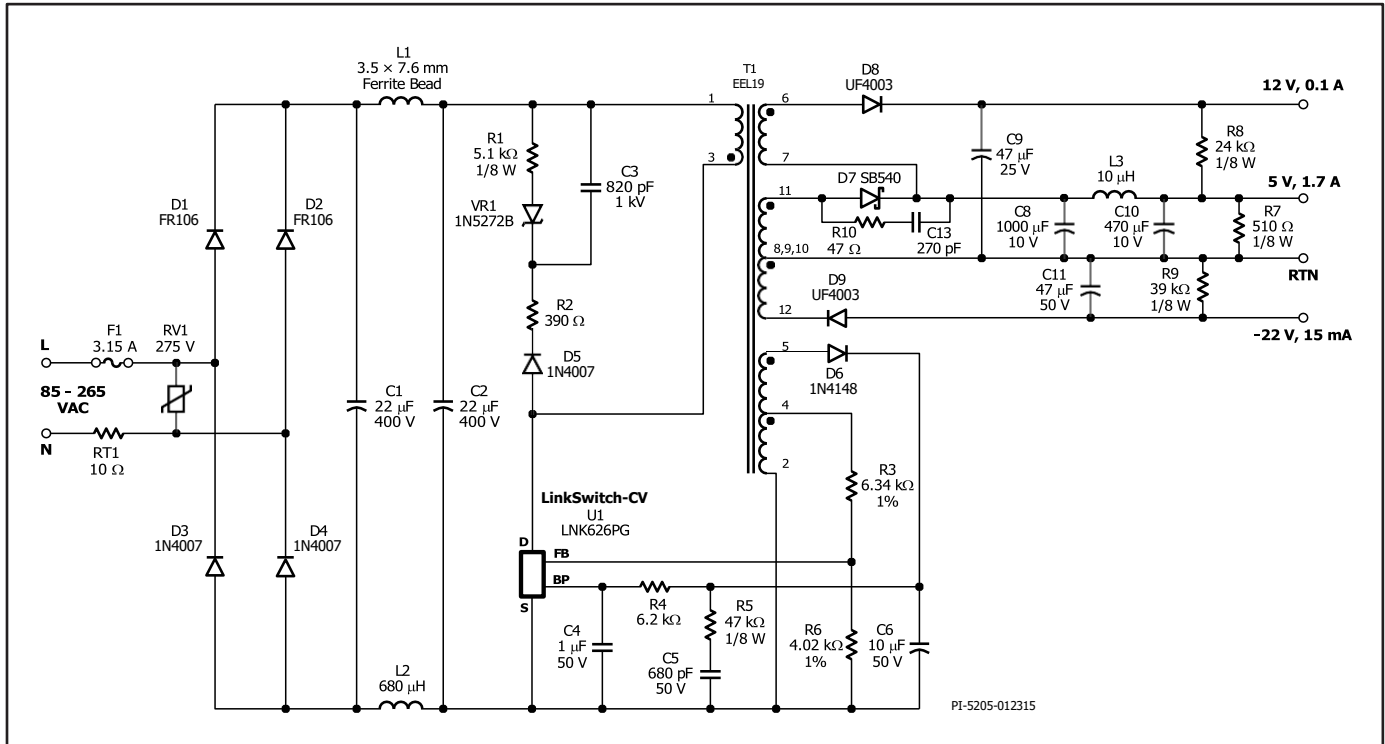 L1
3.5 × 7.6 mm
Ferrite Bead
T1
EEL19
D8
UF4003
12 V, 0.1 A
1
6
R1
5.1 kΩ
1/8 W
C3
820 pF
1 kV
3
7
C9
47 μF
25 V
R8
24 kΩ
1/8 W
L3
10 μH
D7 SB540
11
5 V, 1.7 A
D1
FR106
D2
FR106
VR1
1N5272B
R10
47 Ω
C13
270 pF
C8
1000 μF
10 V
C10
470 μF
10 V
R7
510 Ω
1/8 W
8,9,10
RTN
D9
UF4003
C11
47 μF
50 V
R9
39 kΩ
1/8 W
R2
390 Ω
12
-22 V, 15 mA
F1
3.15 A
RV1
275 V
L
D5
1N4007
5
D6
1N4148
85 - 265
VAC
C1
22 μF
400 V
C2
22 μF
400 V
4
N
RT1
10 Ω
2
R3
6.34 kΩ
1%
LinkSwitch-CV
U1
LNK626PG
D3
1N4007
D4
1N4007
D
FB
BP
S
R4
6.2 kΩ
R5
47 kΩ
1/8 W
C4
1 μF
50 V
R6
4.02 kΩ
1%
C6
10 μF
50 V
C5
680 pF
50 V
L2
680 μH
PI-5205-012315